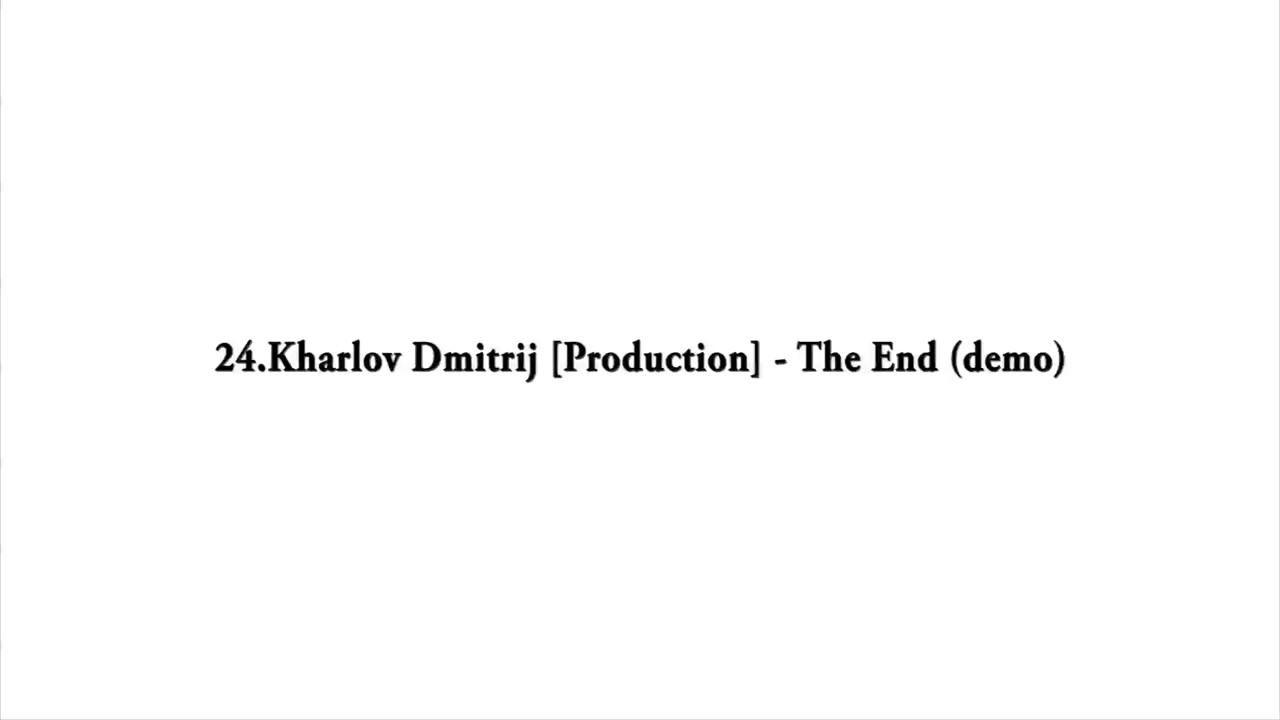 24.Kharlov Dmitrij [Production] - The End (demo)